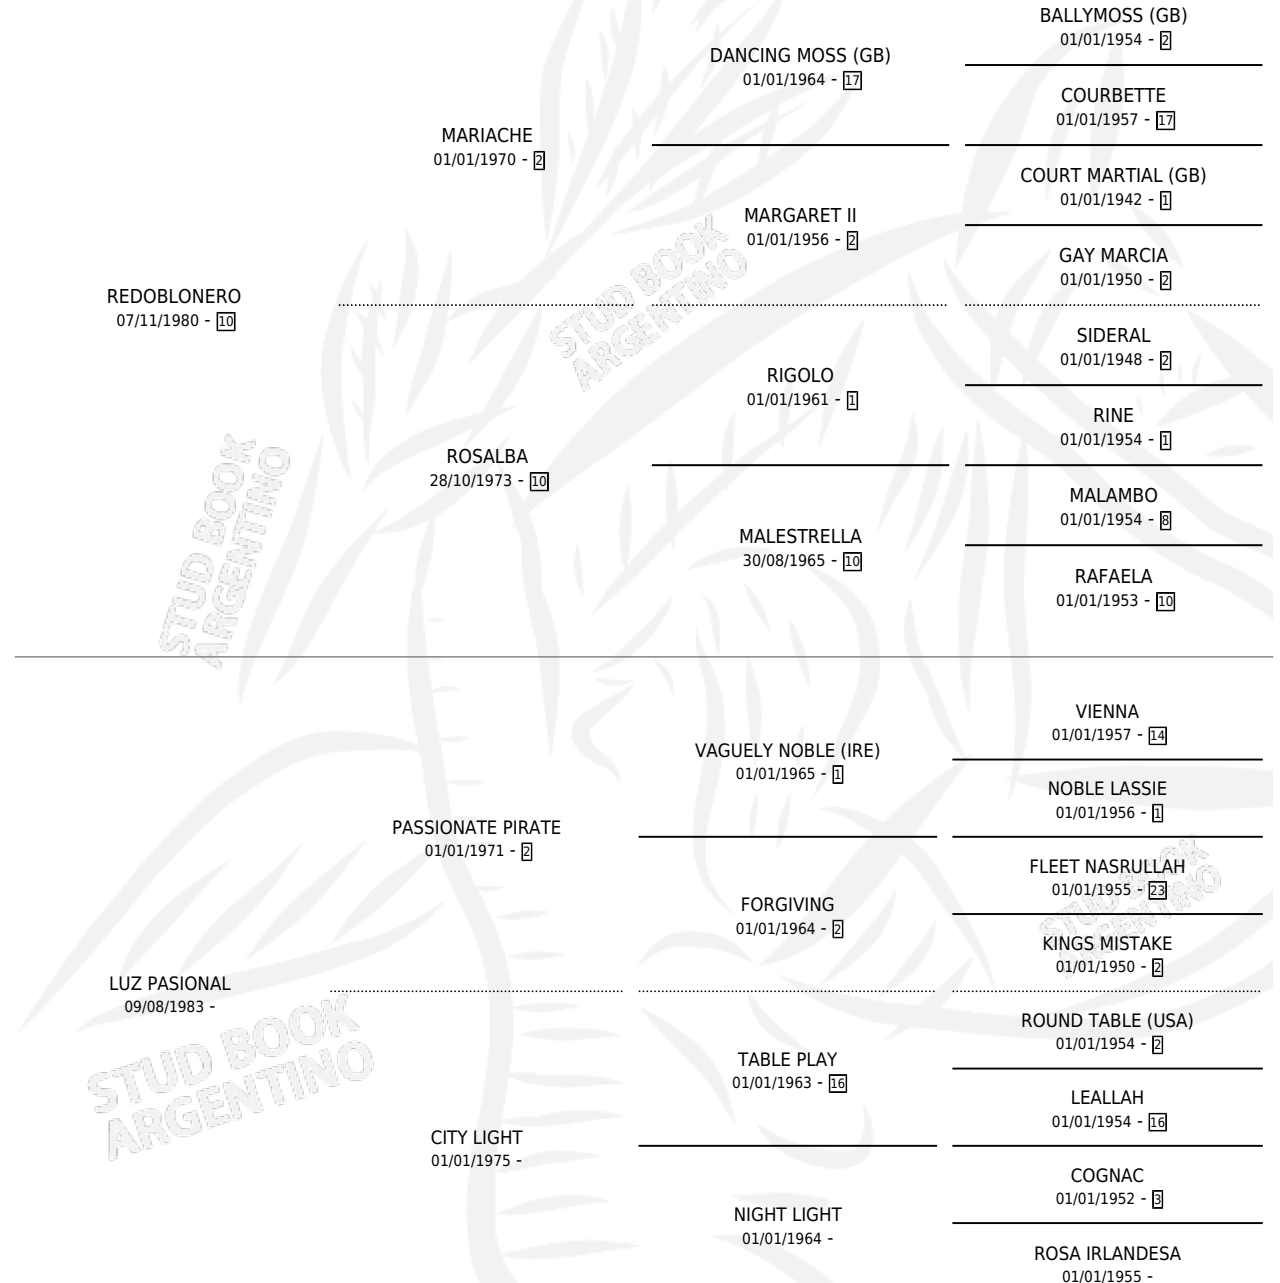 BALLYMOSS (GB)
01/01/1954 - 2
DANCING MOSS (GB)
01/01/1964 - 17
COURBETTE
01/01/1957 - 17
MARIACHE
01/01/1970 - 2
COURT MARTIAL (GB)
01/01/1942 - 1
MARGARET II
01/01/1956 - 2
GAY MARCIA
01/01/1950 - 2
REDOBLONERO
07/11/1980 - 10
SIDERAL
01/01/1948 - 2
RIGOLO
01/01/1961 - 1
RINE
01/01/1954 - 1
ROSALBA
28/10/1973 - 10
MALAMBO
01/01/1954 - 8
MALESTRELLA
30/08/1965 - 10
RAFAELA
01/01/1953 - 10
STUD BOOK
ARGENTINO
STUD BOOK
ARGENTINO
VIENNA
01/01/1957 - 14
VAGUELY NOBLE (IRE)
01/01/1965 - 1
NOBLE LASSIE
01/01/1956 - 1
PASSIONATE PIRATE
01/01/1971 - 2
FLEET NASRULLAH
01/01/1955 - 23
FORGIVING
01/01/1964 - 2
KINGS MISTAKE
01/01/1950 - 2
STUD BOOK
ARGENTINO
LUZ PASIONAL
09/08/1983 -
ROUND TABLE (USA)
01/01/1954 - 2
TABLE PLAY
01/01/1963 - 16
LEALLAH
01/01/1954 - 16
CITY LIGHT
01/01/1975 -
COGNAC
01/01/1952 - 3
NIGHT LIGHT
01/01/1964 -
ROSA IRLANDESA
01/01/1955 -
STUD BOOK
ARGENTINO